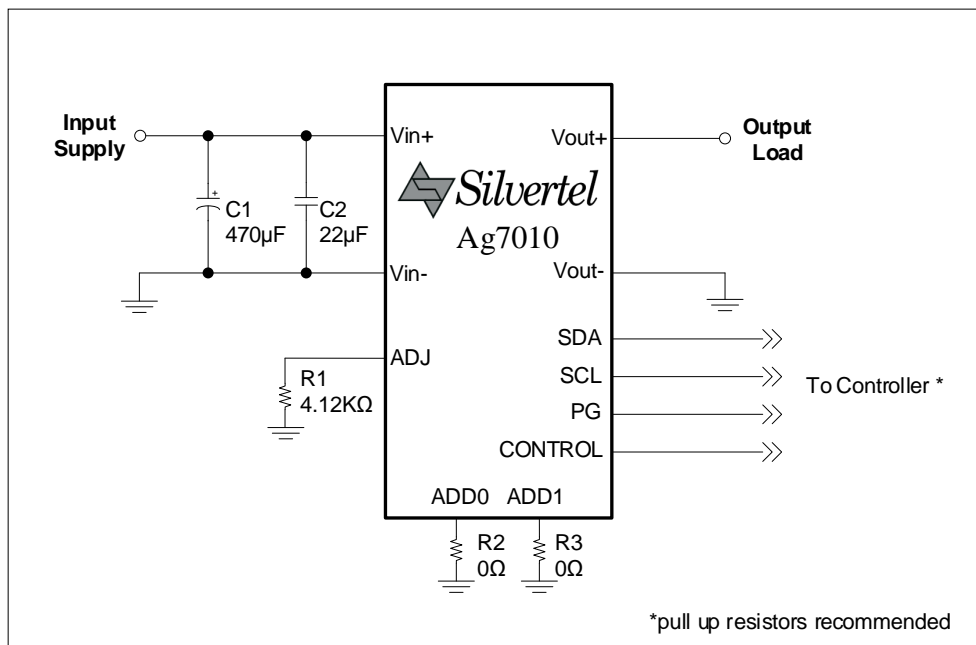 Input
Supply
Vin+
Vout+
Output
Load
Silvertel
Ag7010
+
C1
470µF
C2
22µF
Vin-
Vout-
ADJ
R1
4.12KΩ
SDA
SCL
PG
CONTROL
To Controller *
ADD0 ADD1
R2
0Ω
R3
0Ω
*pull up resistors recommended